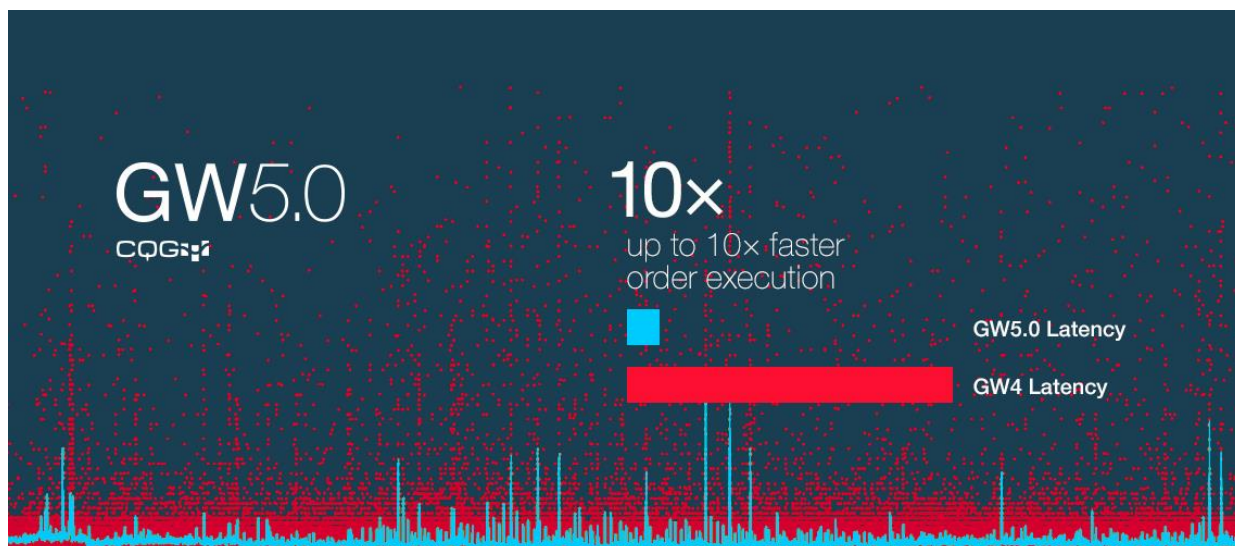 GW5.0
CQG
10×
up to 10× faster
order execution
GW5.0 Latency
GW4 Latency